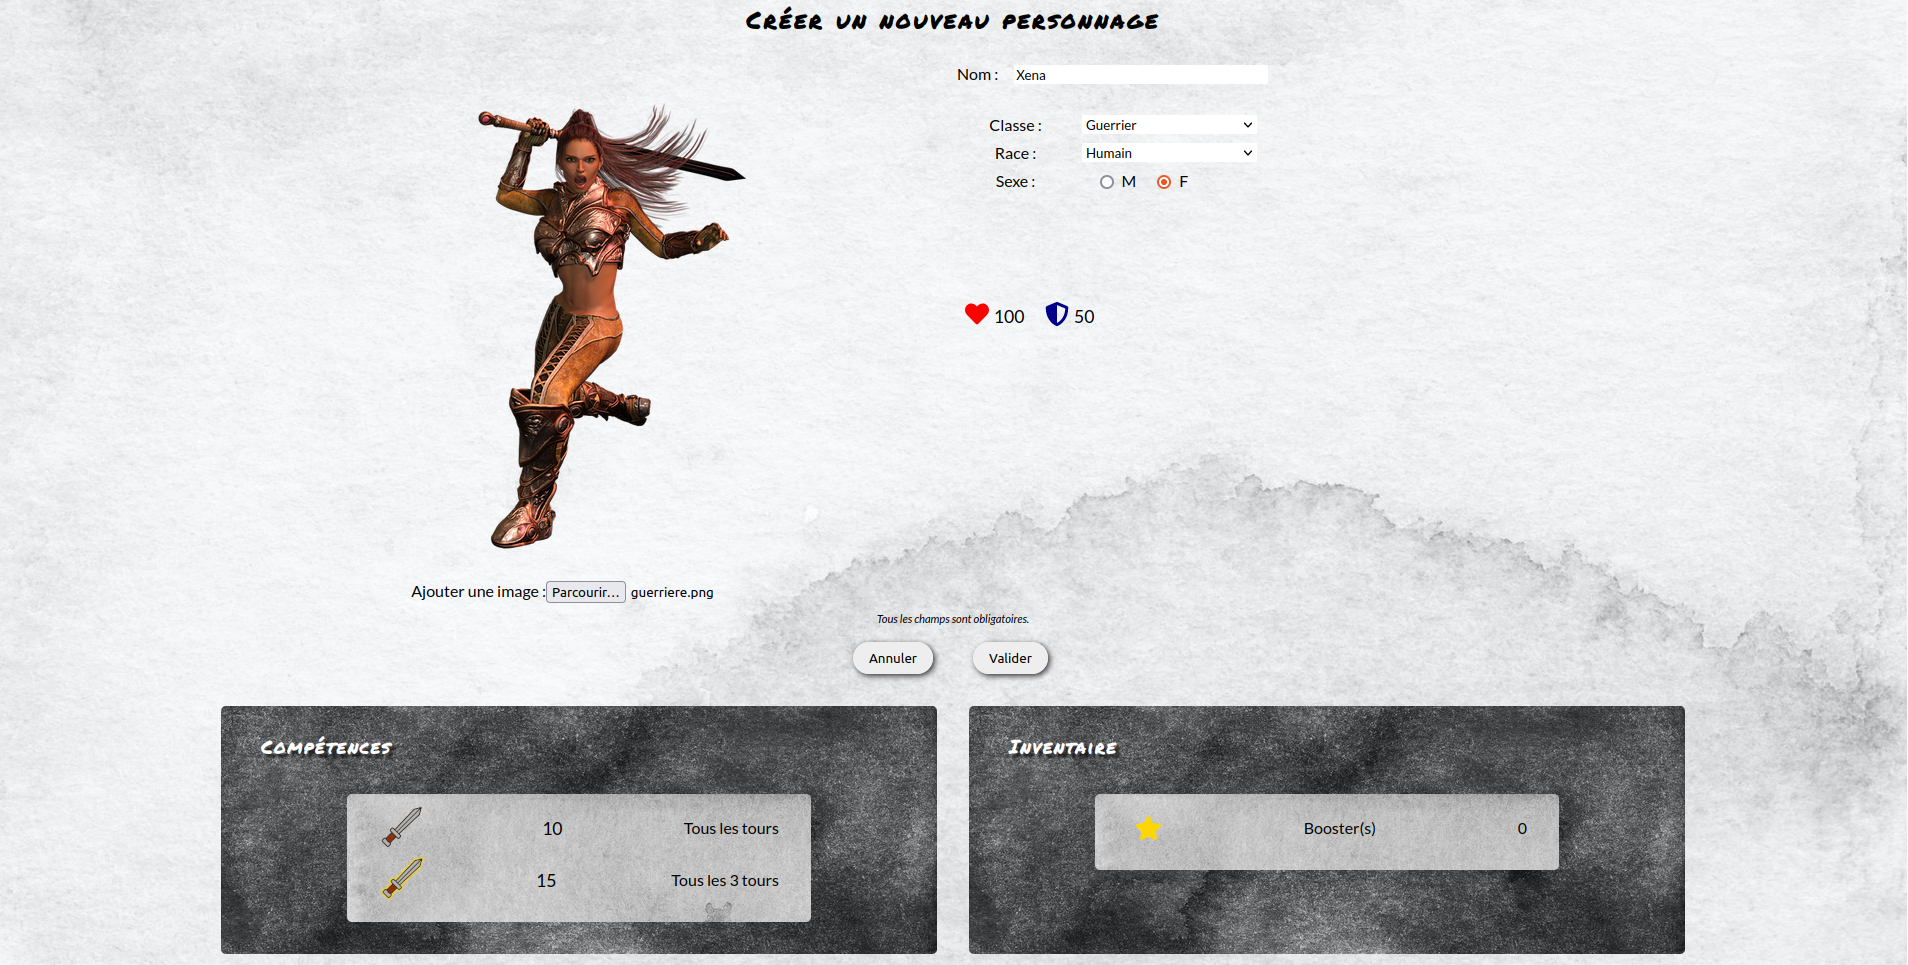 Créer un nouveau personnage
Nom : Xena
Classe : Guerrier
Race : Humain
Sexe : M F
100 50
Ajouter une image : Parcourir... guerriere.png
Tous les champs sont obligatoires.
Annuler Valider
Compétences
10 Tous les tours
15 Tous les 3 tours
Inventaire
Booster(s) 0